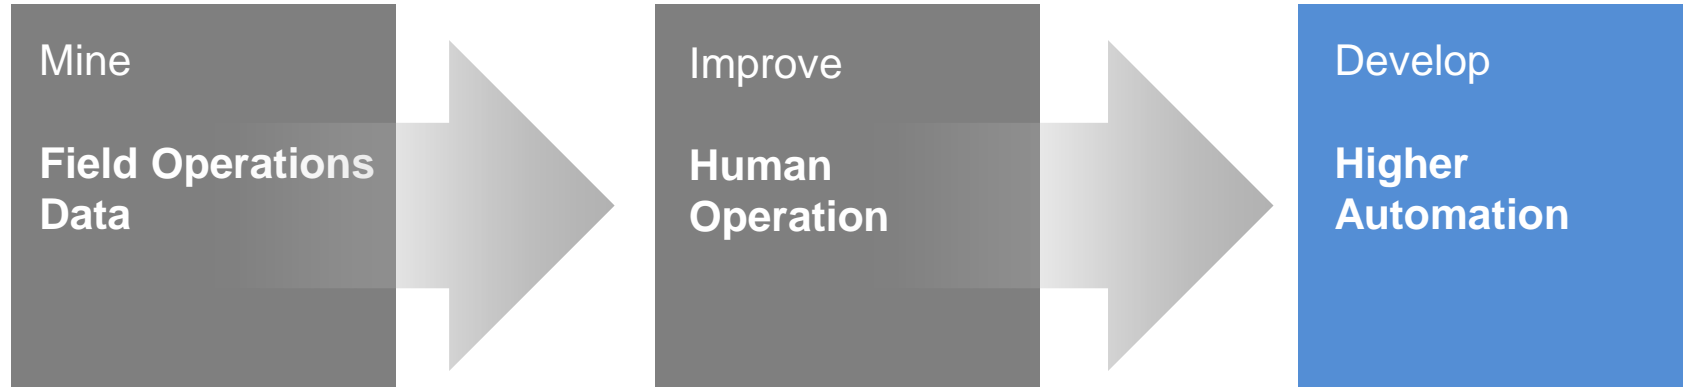 Mine
Field Operations
Data
Improve
Human
Operation
Develop
Higher
Automation